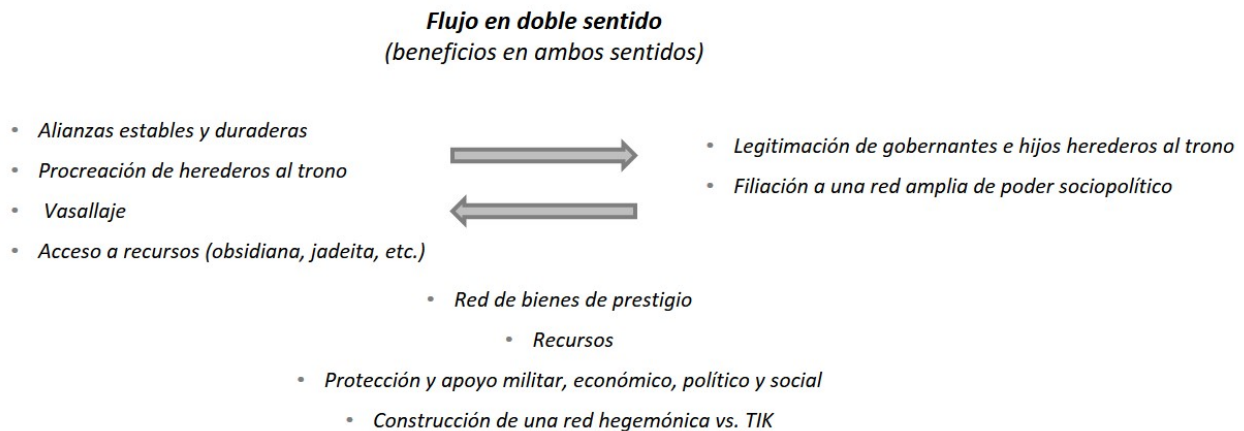 Flujo en doble sentido
(beneficios en ambos sentidos)
• Alianzas estables y duraderas
• Procreación de herederos al trono
• Vasallaje
• Acceso a recursos (obsidiana, jadeita, etc.)
• Legitimación de gobernantes e hijos herederos al trono
• Filiación a una red amplia de poder sociopolítico
• Red de bienes de prestigio
• Recursos
• Protección y apoyo militar, económico, político y social
• Construcción de una red hegemónica vs. TIK